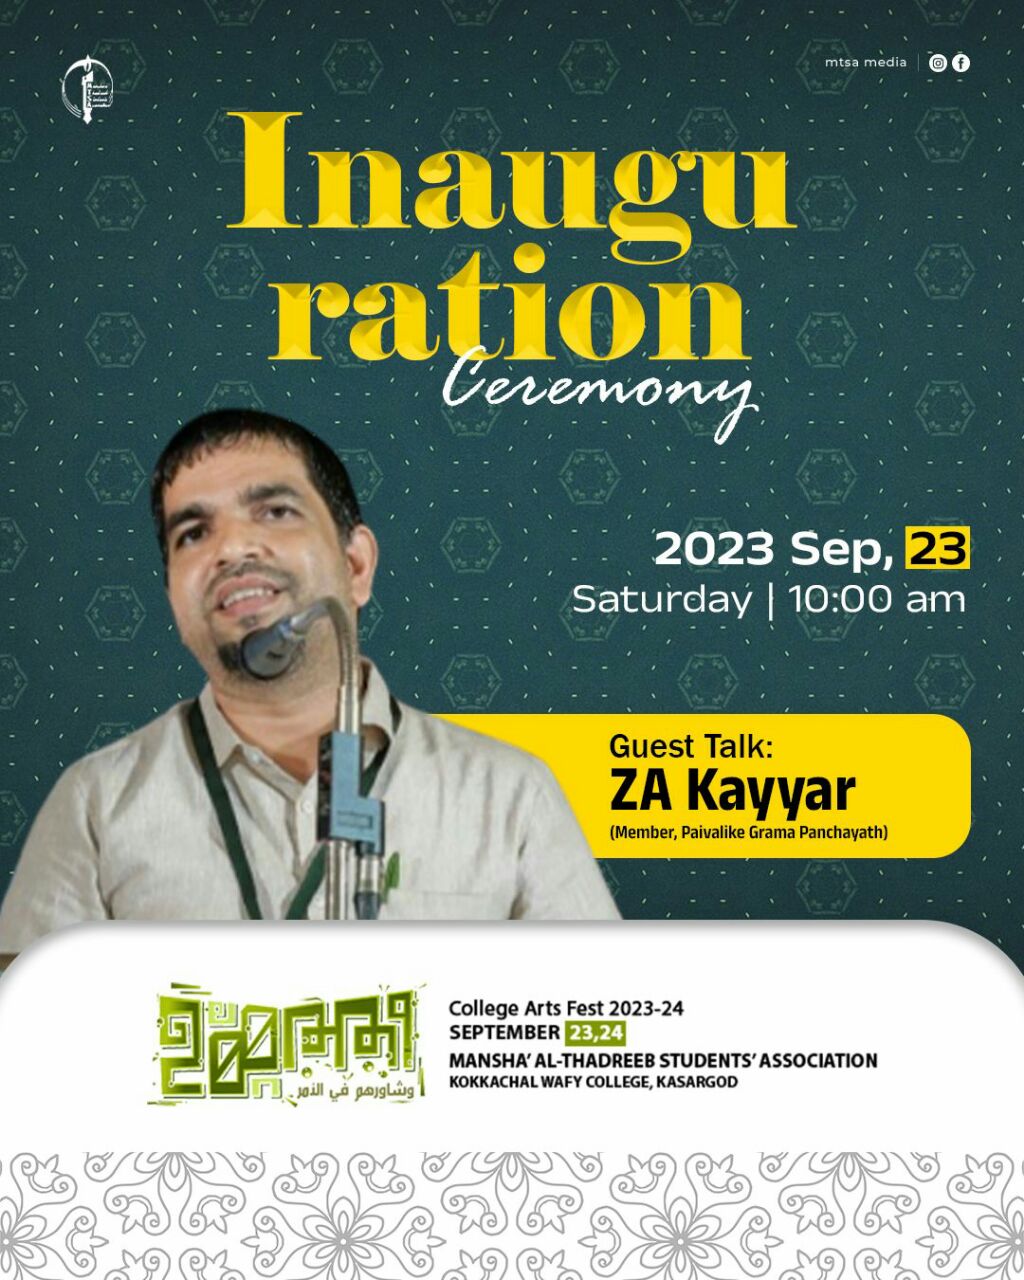 mtsa media
Inaugu
ration
Ceremony
2023 Sep, 23
Saturday | 10:00 am
Guest Talk:
ZA Kayyar
(Member, Paivalike Grama Panchayath)
وشاورهم في الأمر
College Arts Fest 2023-24
SEPTEMBER 23,24
MANSHA’ AL-THADREEB STUDENTS’ ASSOCIATION
KOKKACHAL WAFY COLLEGE, KASARGOD